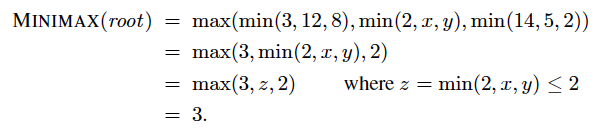 MINIMAX(root) = max(min(3, 12, 8), min(2, x, y), min(14, 5, 2))
= max(3, min(2, x, y), 2)
= max(3, z, 2) where z = min(2, x, y) ≤ 2
= 3.